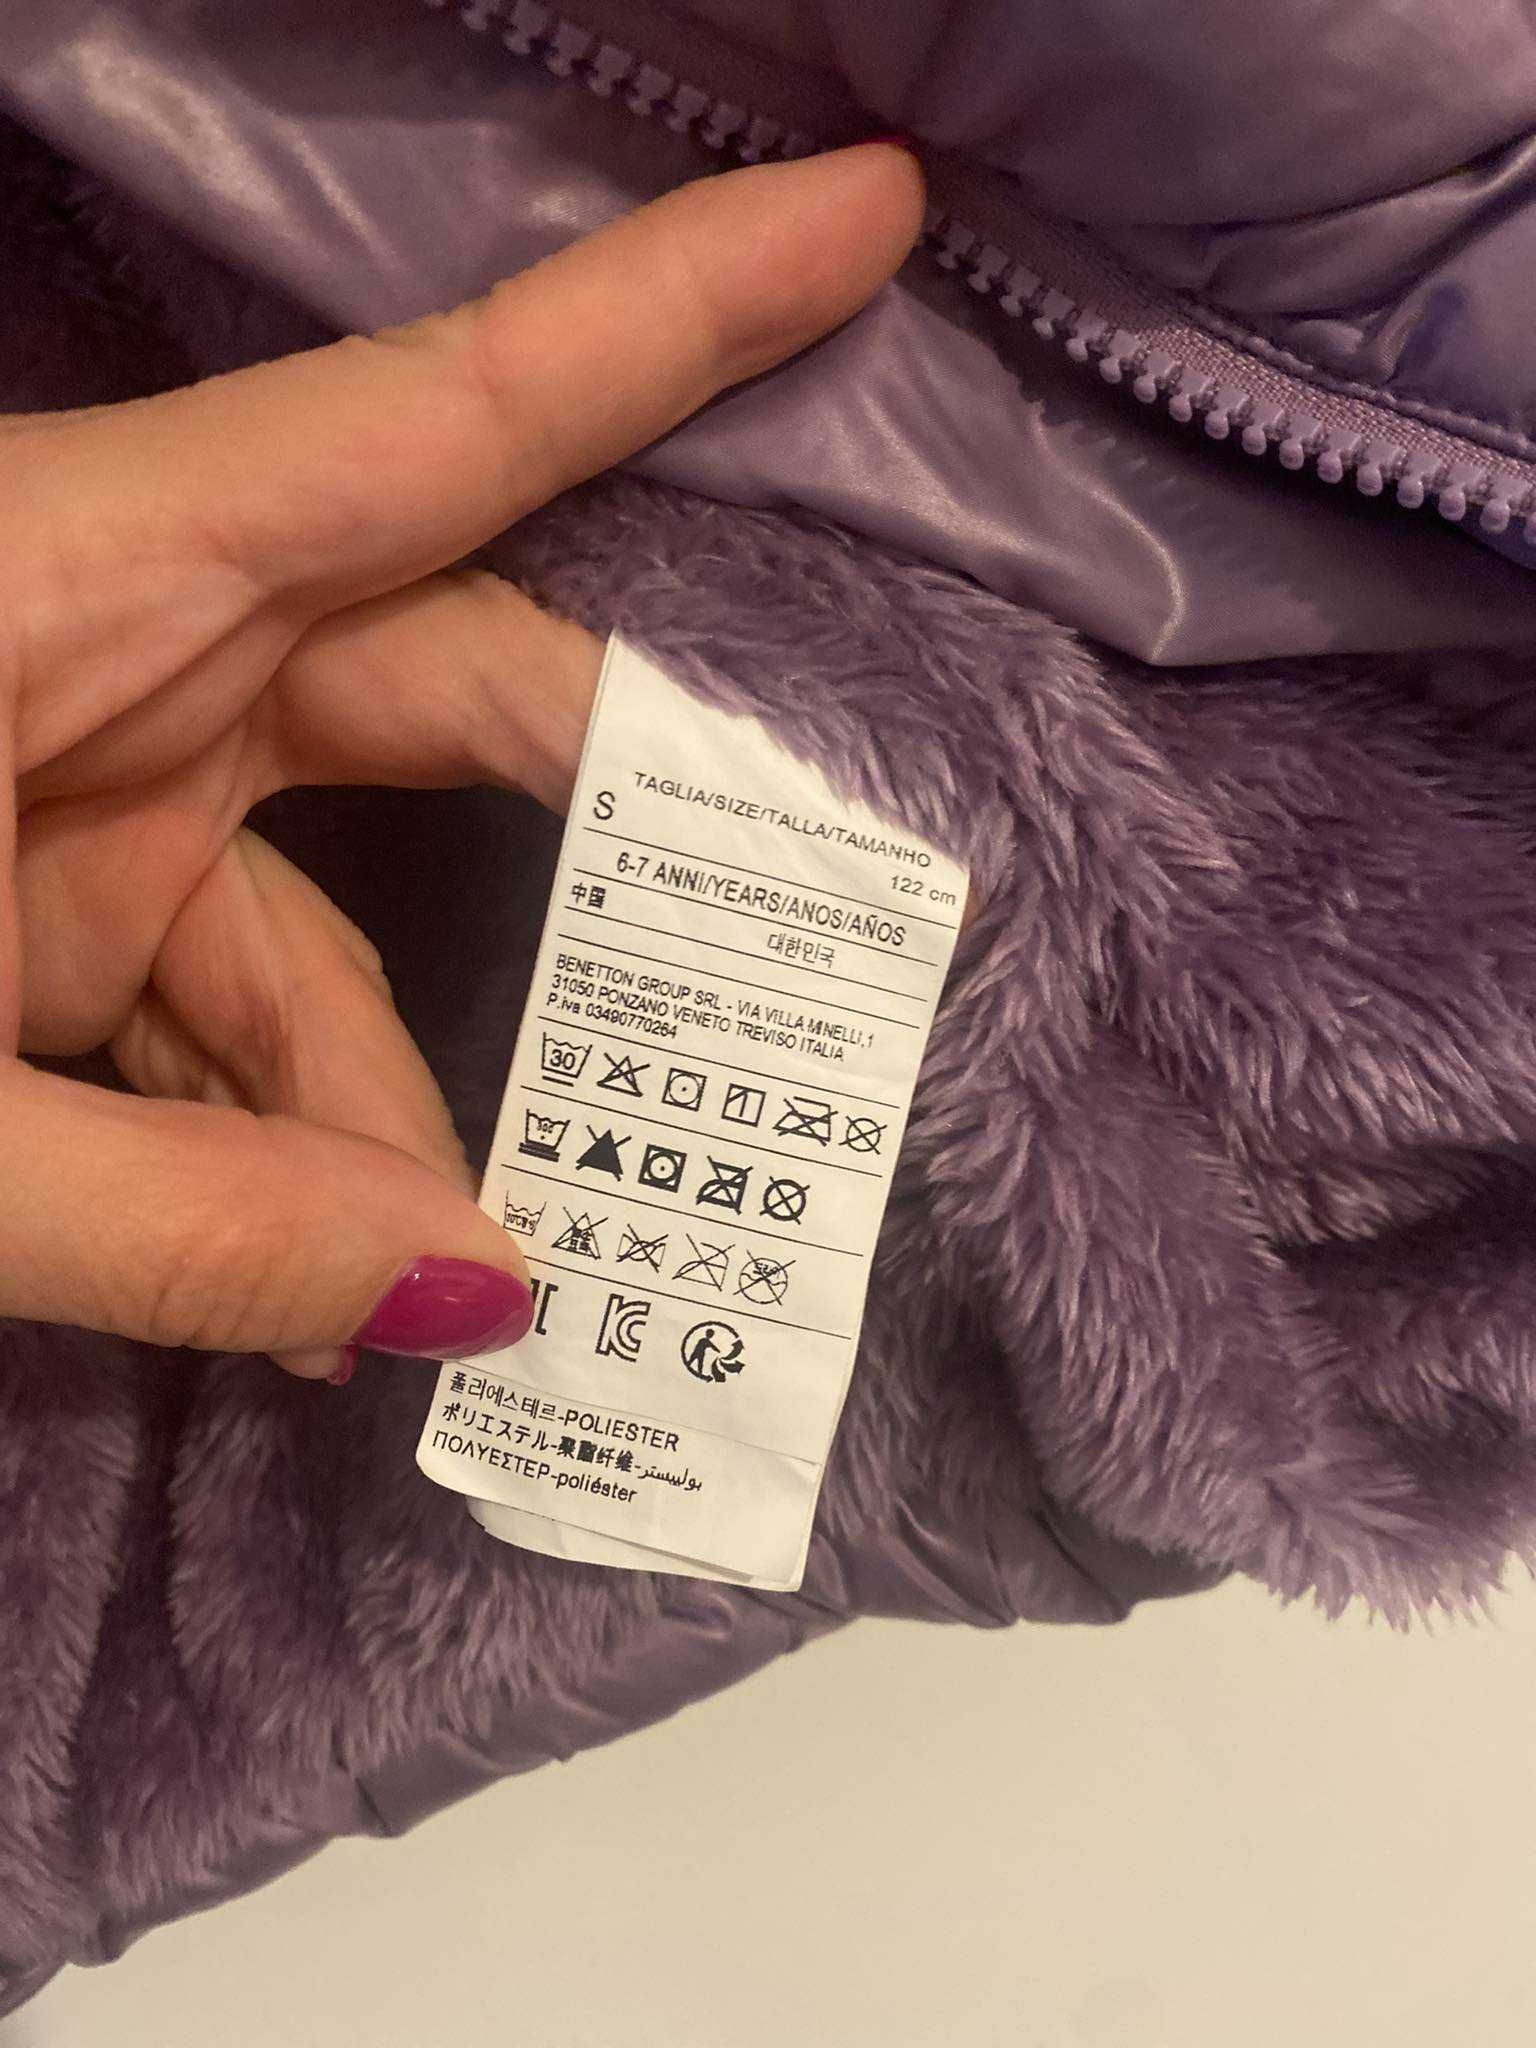 TAGLIA/SIZE/TALLA/TAMANHO
S 122 cm
6-7 ANNI/YEARS/ANOS/AÑOS
中国 대한민국
BENETTON GROUP SRL - VIA VILLA MINELLI,1
31050 PONZANO VENETO TREVISO ITALIA
P.iva 03490770264
30
폴리에스테르-POLIESTER
ポリエステル-聚酯纤维-بوليستر
ΠΟΛΥΕΣΤΕΡ-poliéster